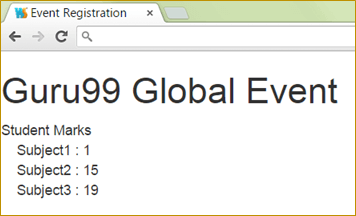 Event Registration
Guru99 Global Event
Student Marks
Subject1 : 1
Subject2 : 15
Subject3 : 19